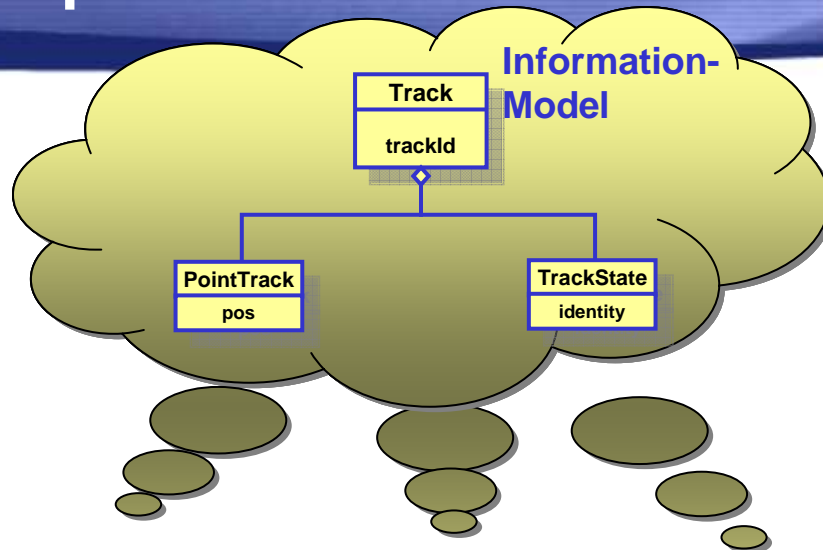 Information-
Model
Track
trackId
PointTrack
pos
TrackState
identity